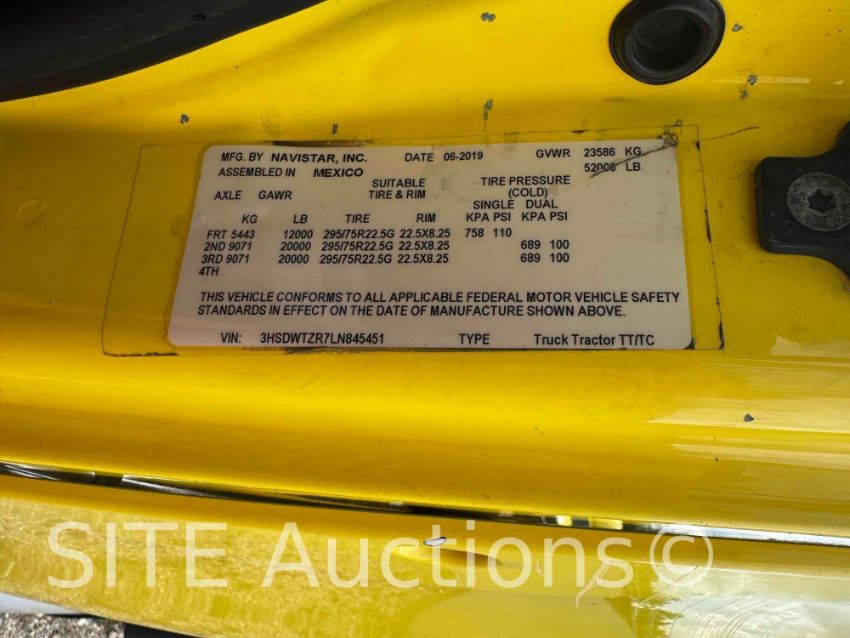 MFG. BY NAVISTAR, INC. DATE 06-2019 GVWR 23586 KG
ASSEMBLED IN MEXICO 52006 LB
SUITABLE TIRE PRESSURE
AXLE GAWR TIRE & RIM (COLD)
SINGLE DUAL
KG LB TIRE RIM KPA PSI KPA PSI
FRT 5443 12000 295/75R22.5G 22.5X8.25 758 110
2ND 9071 20000 295/75R22.5G 22.5X8.25 689 100
3RD 9071 20000 295/75R22.5G 22.5X8.25 689 100
4TH
THIS VEHICLE CONFORMS TO ALL APPLICABLE FEDERAL MOTOR VEHICLE SAFETY
STANDARDS IN EFFECT ON THE DATE OF MANUFACTURE SHOWN ABOVE.
VIN: 3HSDWTZR7LN845451 TYPE Truck Tractor TT/TC
SITE Auctions©